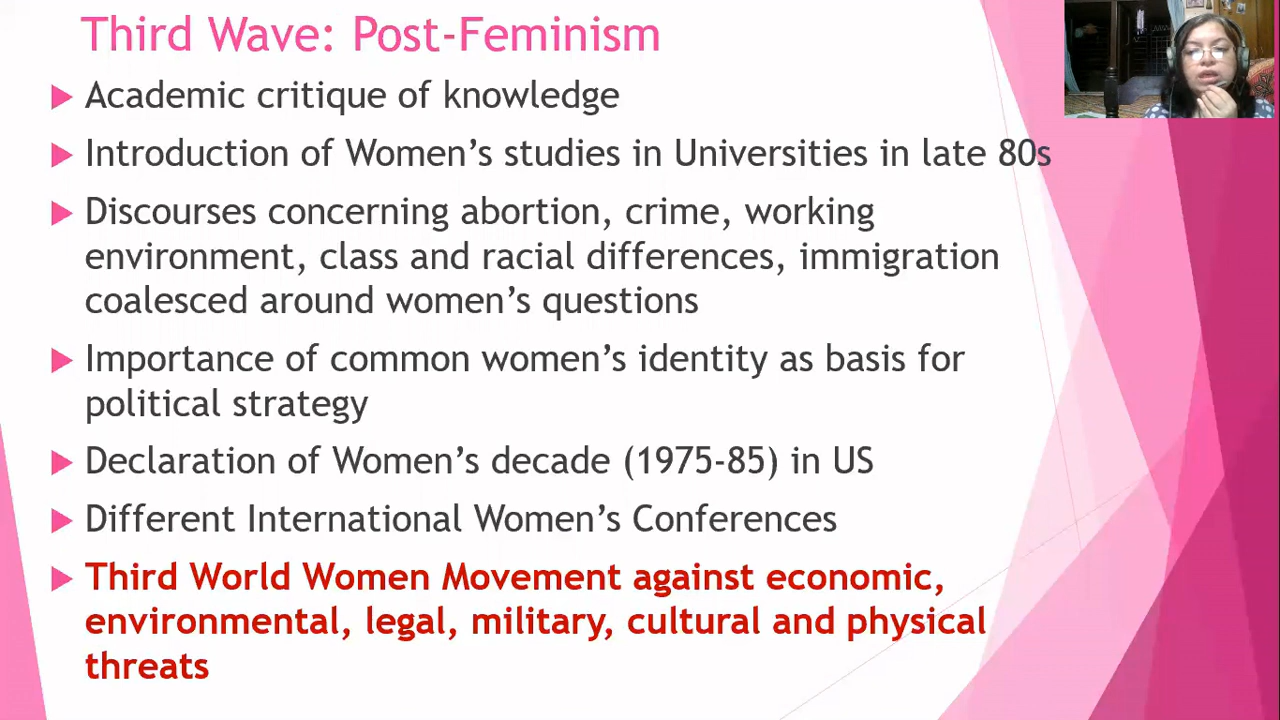 Third Wave: Post-Feminism
Academic critique of knowledge
Introduction of Women’s studies in Universities in late 80s
Discourses concerning abortion, crime, working
environment, class and racial differences, immigration
coalesced around women’s questions
Importance of common women’s identity as basis for
political strategy
Declaration of Women’s decade (1975-85) in US
Different International Women’s Conferences
Third World Women Movement against economic,
environmental, legal, military, cultural and physical
threats